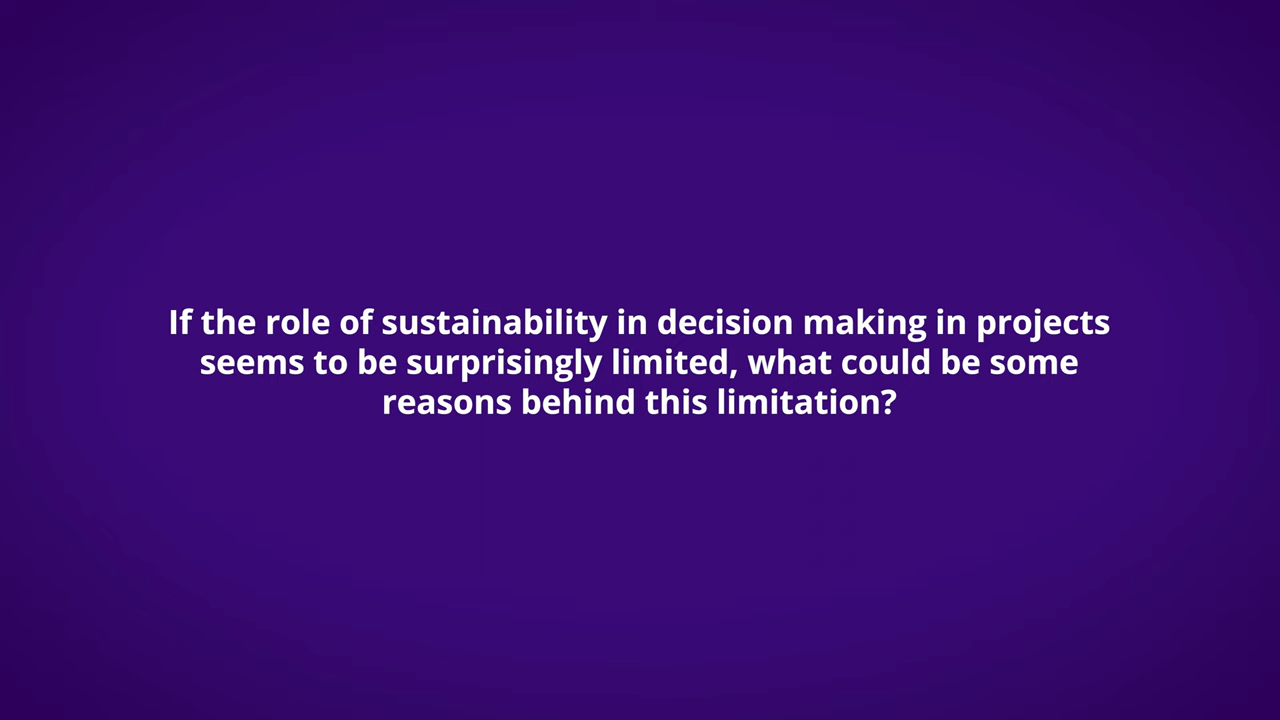 If the role of sustainability in decision making in projects
seems to be surprisingly limited, what could be some
reasons behind this limitation?